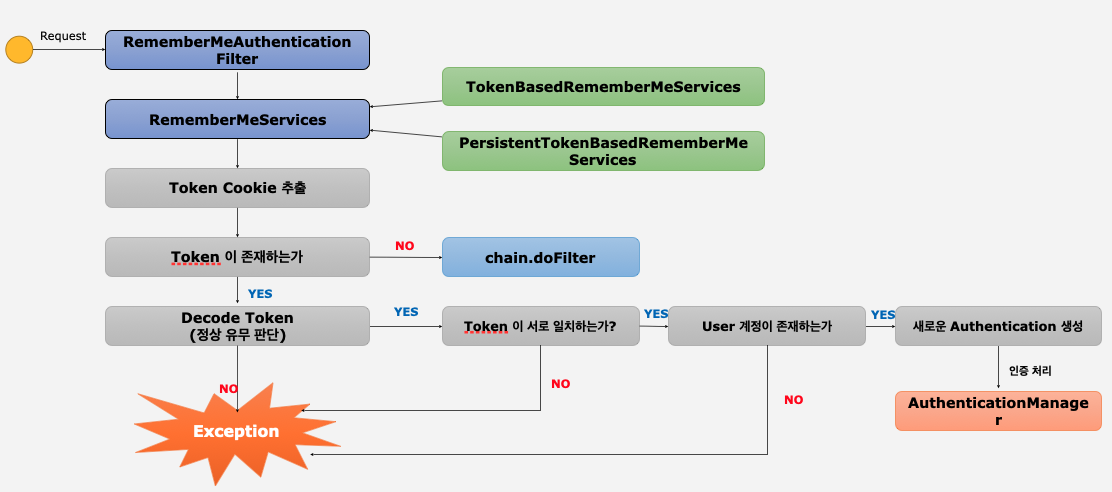 Request
RememberMeAuthentication
Filter
TokenBasedRememberMeServices
RememberMeServices
PersistentTokenBasedRememberMe
Services
Token Cookie 추출
Token 이 존재하는가
NO
chain.doFilter
YES
Decode Token
(정상 유무 판단)
YES
Token 이 서로 일치하는가?
YES
User 계정이 존재하는가
YES
새로운 Authentication 생성
NO
NO
NO
인증 처리
Exception
AuthenticationManage
r